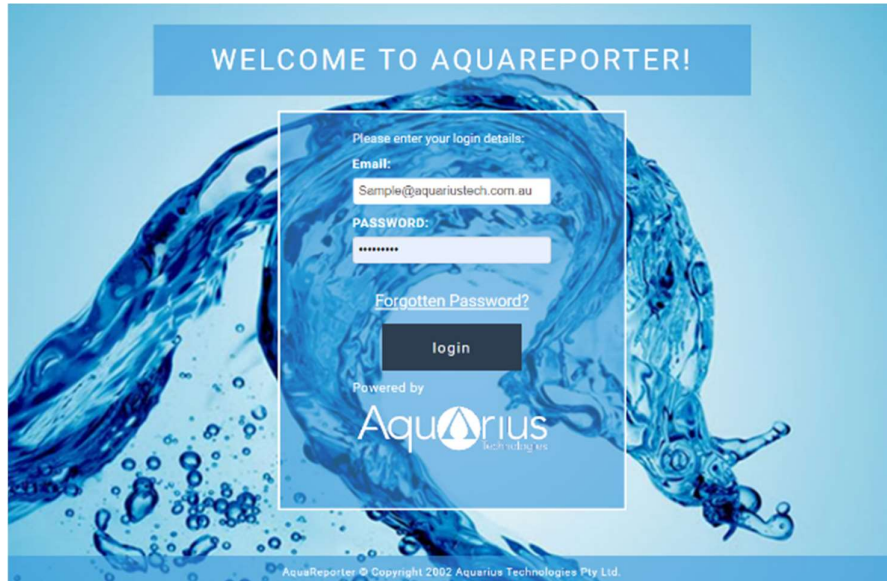 WELCOME TO AQUAREPORTER!
Please enter your login details:
Email:
Sample@aquariustech.com.au
PASSWORD:
•••••••••
Forgotten Password?
login
Powered by
Aquarius
Technologies
AquaReporter © Copyright 2002 Aquarius Technologies Pty Ltd.